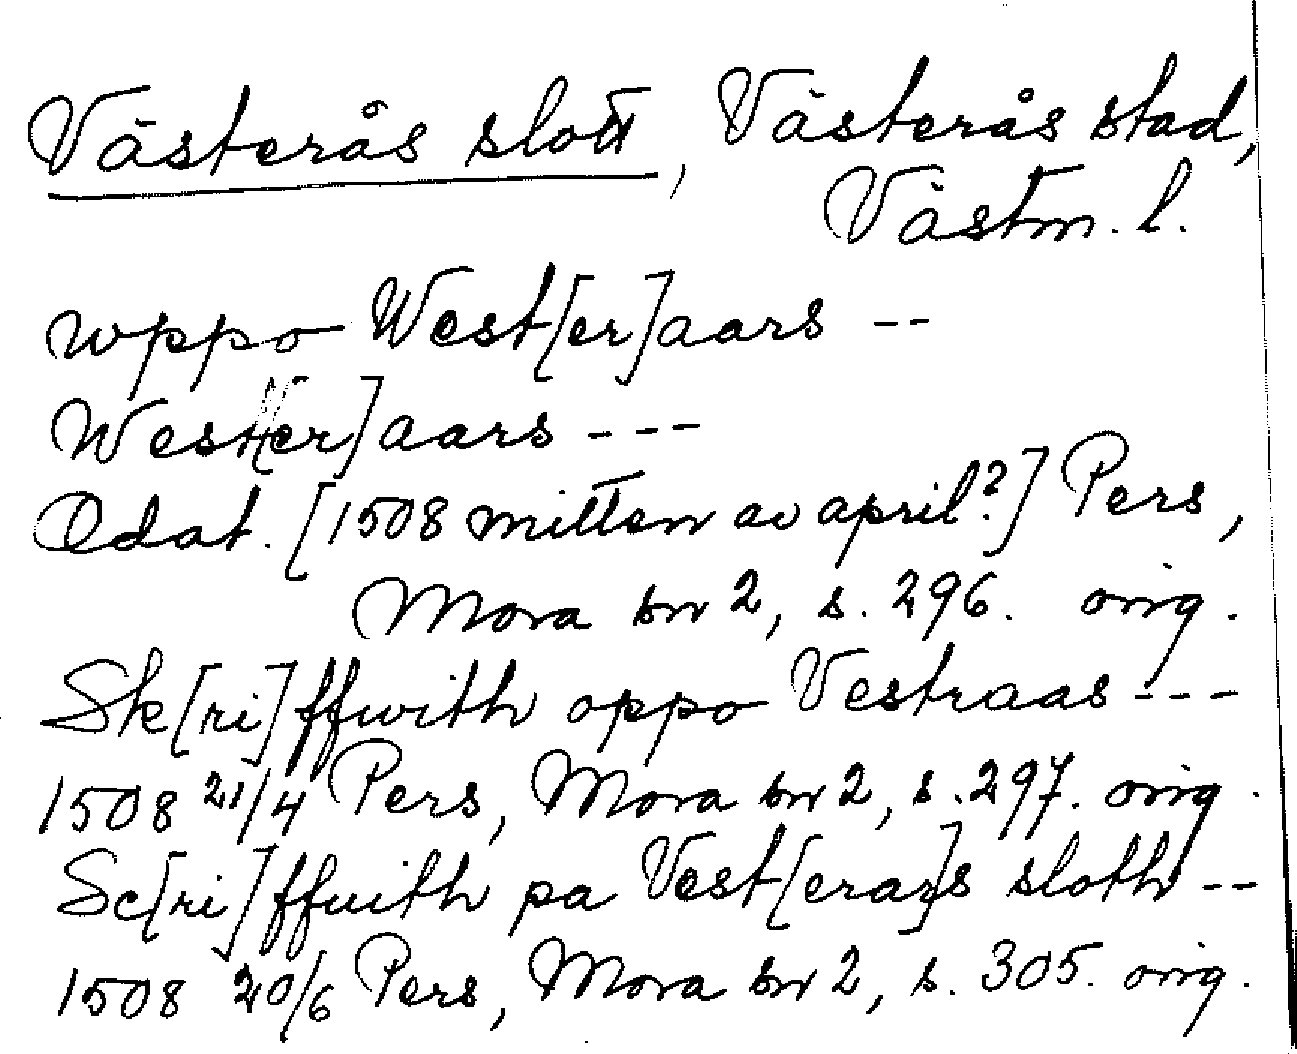 Västerås slott, Västerås stad,
Västm. l.
wppo West[er]aars --
West[er]aars ---
Odat. [1508 mitten av april?] Pers,
Mora br 2, s. 296. orig.
Sk[ri]ffwith oppo Vestraas ---
1508 21/4 Pers, Mora br 2, s. 297. orig.
Sc[ri]ffuith pa Vest[eraa]s sloth --
1508 20/6 Pers, Mora br 2, s. 305. orig.